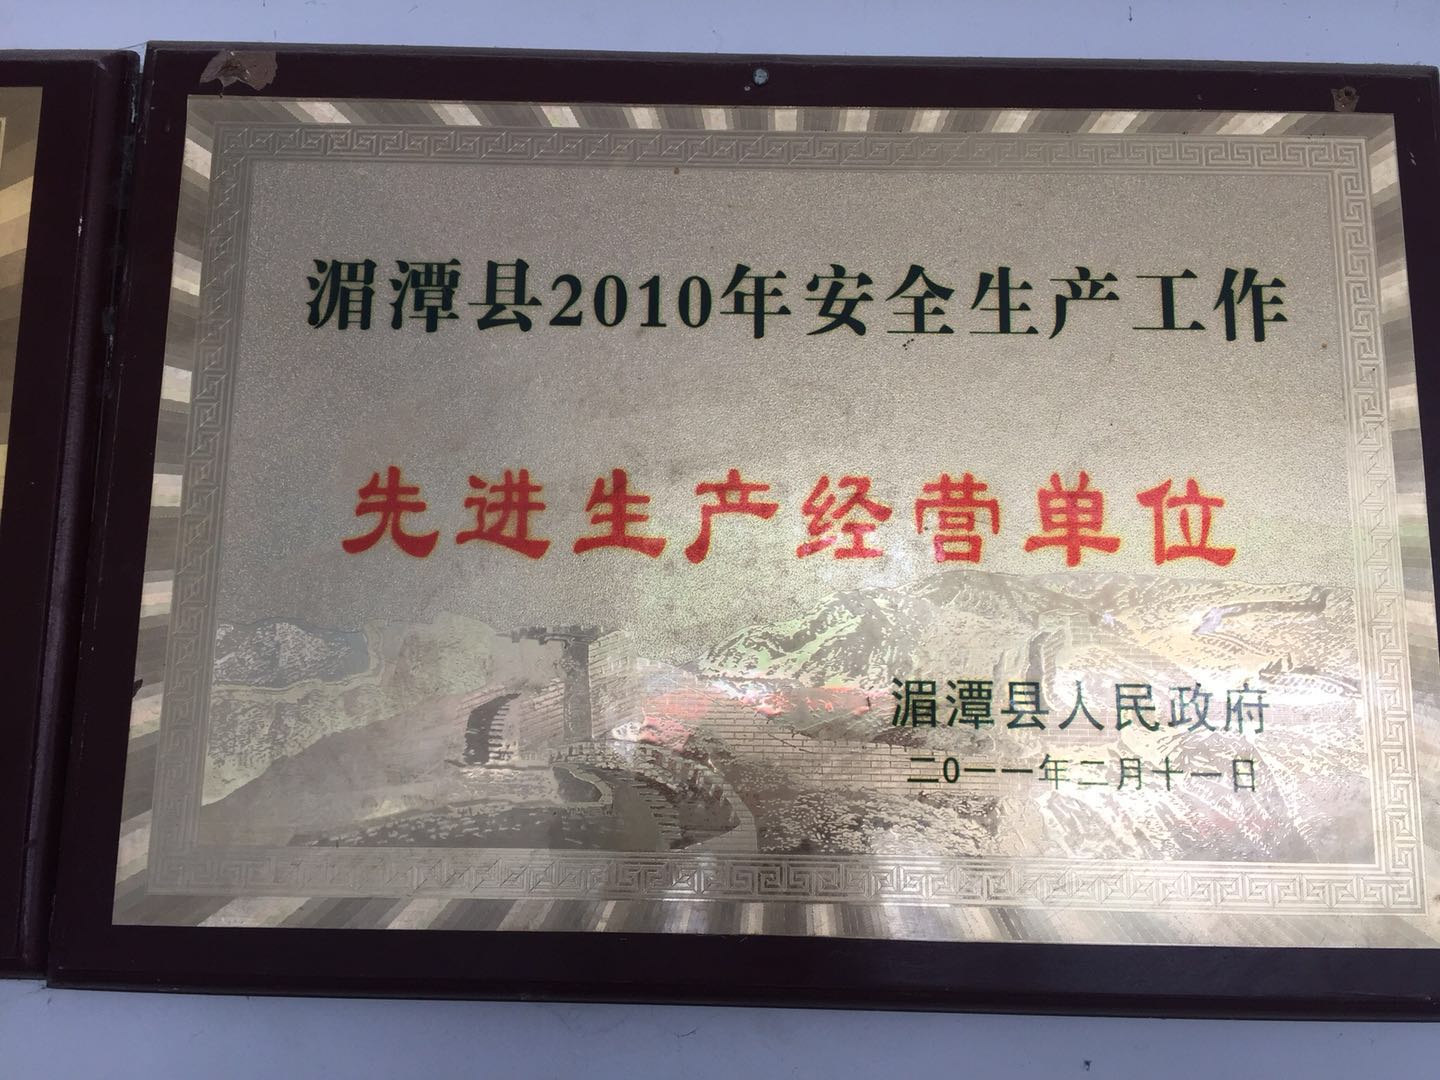 湄潭县2010年安全生产工作
先进生产经营单位
湄潭县人民政府
二0一一年二月十一日